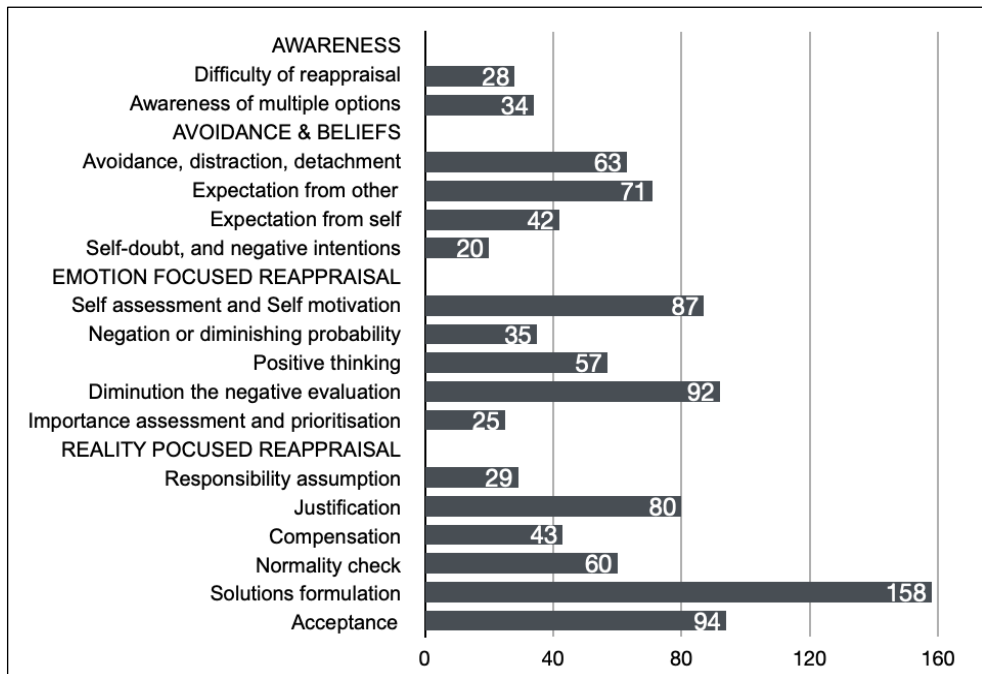 AWARENESS
Difficulty of reappraisal 28
Awareness of multiple options 34
AVOIDANCE & BELIEFS
Avoidance, distraction, detachment 63
Expectation from other 71
Expectation from self 42
Self-doubt, and negative intentions 20
EMOTION FOCUSED REAPPRAISAL
Self assessment and Self motivation 87
Negation or diminishing probability 35
Positive thinking 57
Diminution the negative evaluation 92
Importance assessment and prioritisation 25
REALITY POCUSED REAPPRAISAL
Responsibility assumption 29
Justification 80
Compensation 43
Normality check 60
Solutions formulation 158
Acceptance 94
0 40 80 120 160